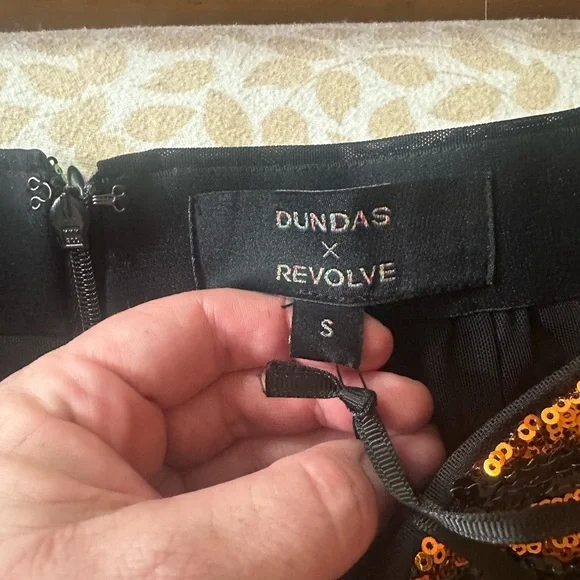 DUNDAS
×
REVOLVE
S